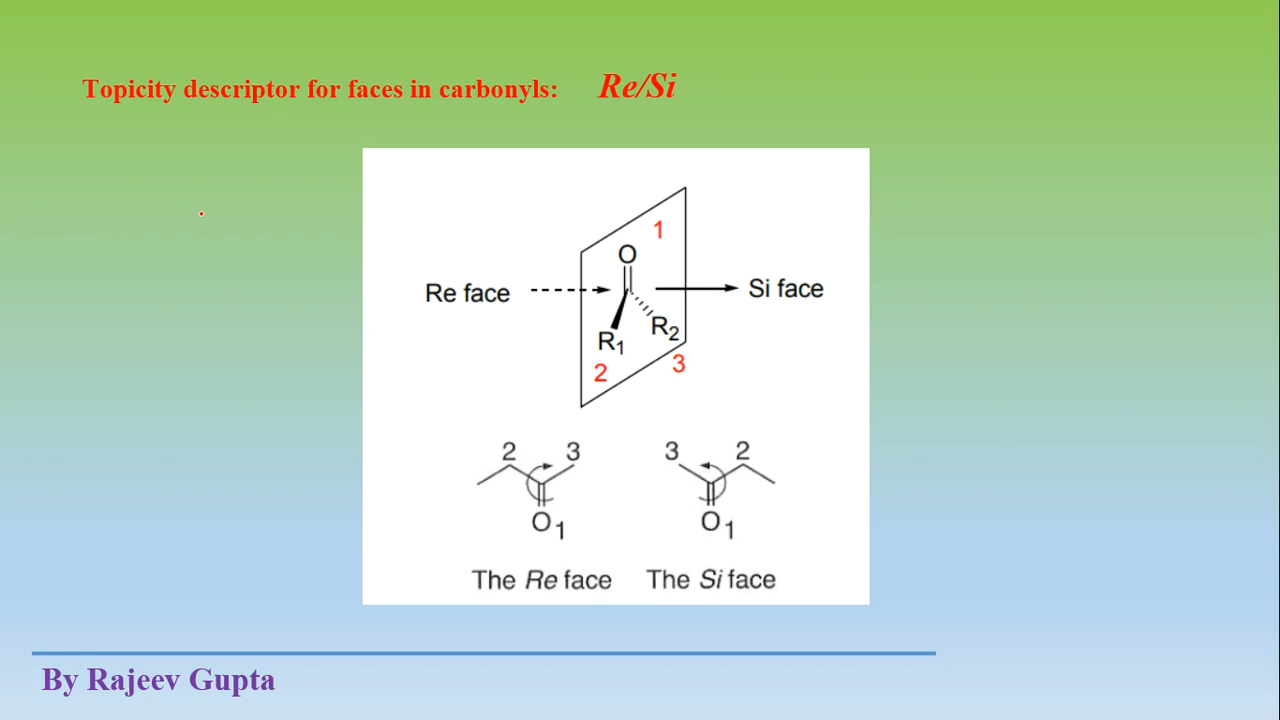 Topicity descriptor for faces in carbonyls: Re/Si
1
O
Re face
Si face
R1
R2
2
3
2 3
O1
3 2
O1
The Re face
The Si face
By Rajeev Gupta